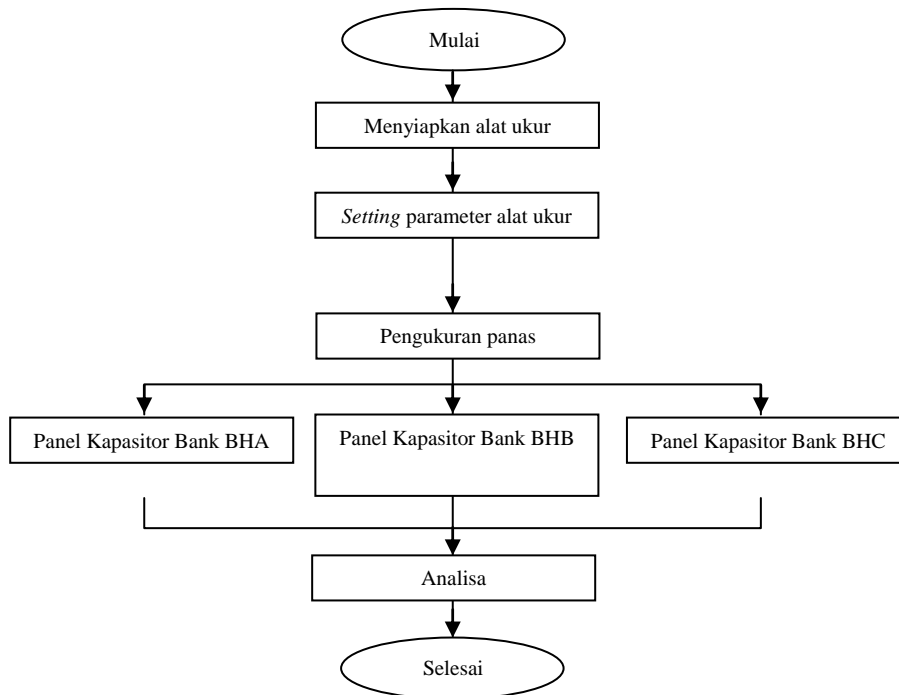 Mulai
Menyiapkan alat ukur
Setting parameter alat ukur
Pengukuran panas
Panel Kapasitor Bank BHA
Panel Kapasitor Bank BHB
Panel Kapasitor Bank BHC
Analisa
Selesai